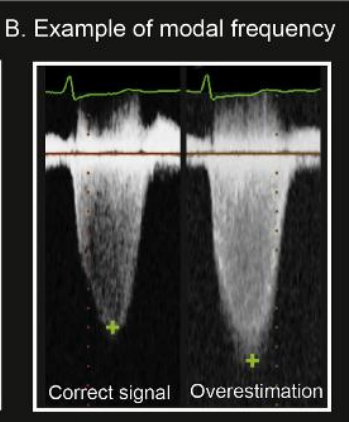 B. Example of modal frequency
Correct signal
Overestimation